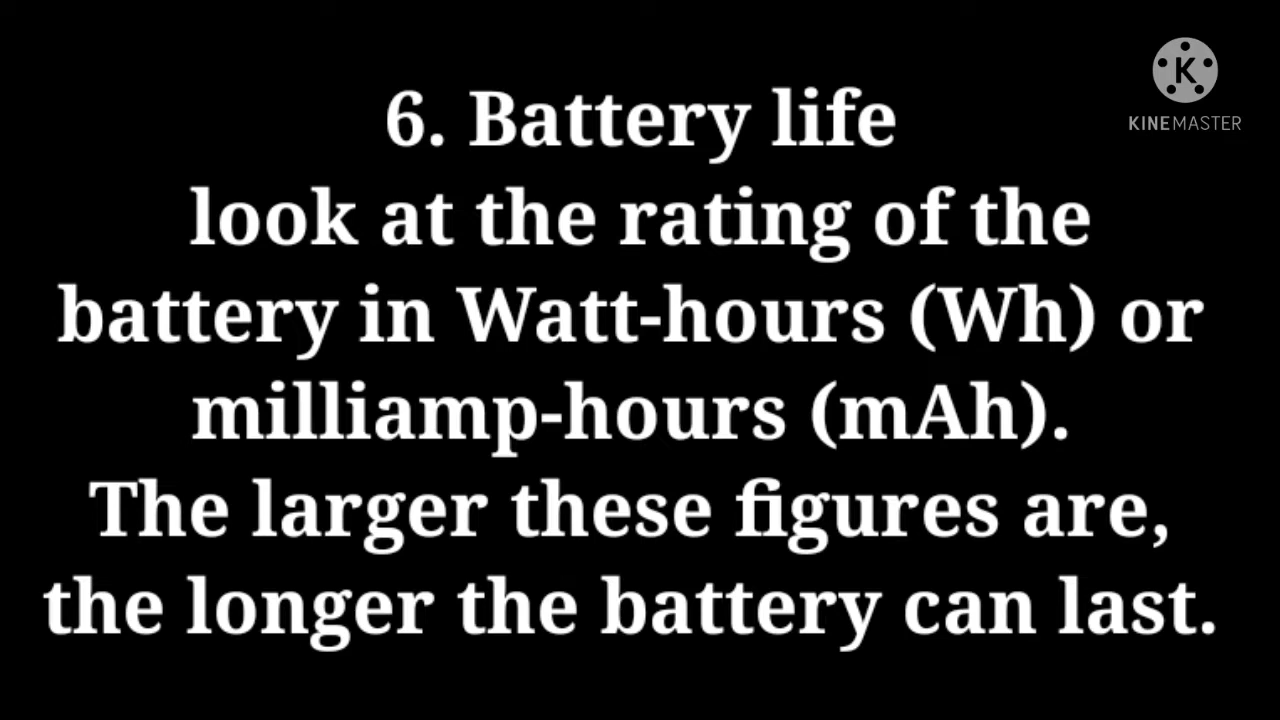 K
KINEMASTER
6. Battery life
look at the rating of the
battery in Watt-hours (Wh) or
milliamp-hours (mAh).
The larger these figures are,
the longer the battery can last.